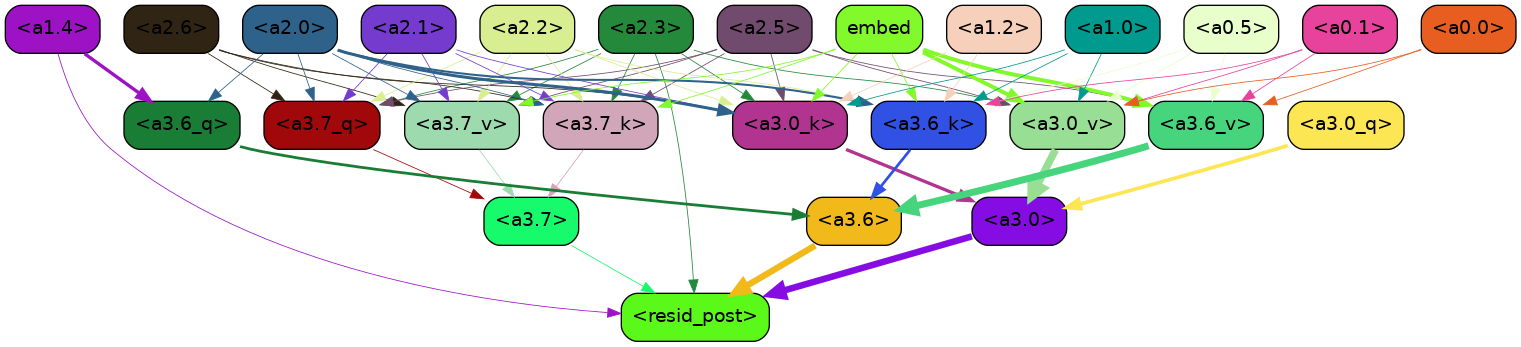 <a1.4> <a2.6> <a2.0> <a2.1> <a2.2> <a2.3> <a2.5> embed <a1.2> <a1.0> <a0.5> <a0.1> <a0.0>
<a3.6_q> <a3.7_q> <a3.7_v> <a3.7_k> <a3.0_k> <a3.6_k> <a3.0_v> <a3.6_v> <a3.0_q>
<a3.7> <a3.6> <a3.0>
<resid_post>